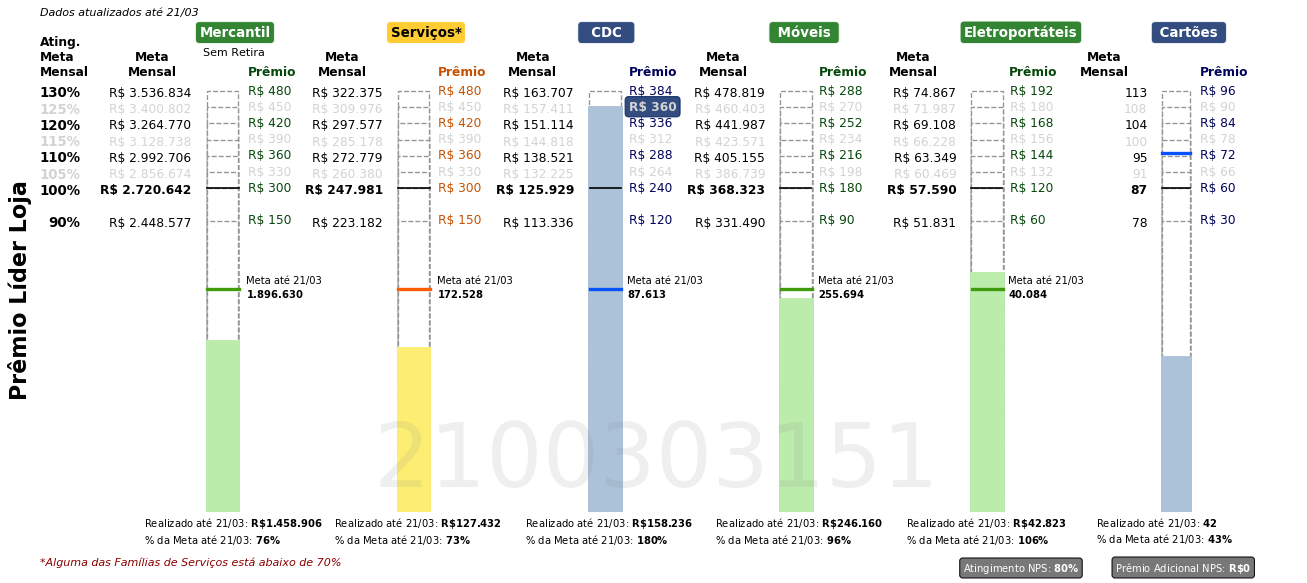 Dados atualizados até 21/03
Mercantil Serviços* CDC Móveis Eletroportáteis Cartões
Sem Retira
Ating. Meta Mensal Meta Mensal Prêmio Meta Mensal Prêmio Meta Mensal Prêmio Meta Mensal Prêmio Meta Mensal Prêmio Meta Mensal Prêmio
130% R$ 3.536.834 R$ 480 R$ 322.375 R$ 480 R$ 163.707 R$ 384 R$ 478.819 R$ 288 R$ 74.867 R$ 192 113 R$ 96
125% R$ 3.400.802 R$ 450 R$ 309.976 R$ 450 R$ 157.411 R$ 360 R$ 460.403 R$ 270 R$ 71.987 R$ 180 108 R$ 90
120% R$ 3.264.770 R$ 420 R$ 297.577 R$ 420 R$ 151.114 R$ 336 R$ 441.987 R$ 252 R$ 69.108 R$ 168 104 R$ 84
115% R$ 3.128.738 R$ 390 R$ 285.178 R$ 390 R$ 144.818 R$ 312 R$ 423.571 R$ 234 R$ 66.228 R$ 156 100 R$ 78
110% R$ 2.992.706 R$ 360 R$ 272.779 R$ 360 R$ 138.521 R$ 288 R$ 405.155 R$ 216 R$ 63.349 R$ 144 95 R$ 72
105% R$ 2.856.674 R$ 330 R$ 260.380 R$ 330 R$ 132.225 R$ 264 R$ 386.739 R$ 198 R$ 60.469 R$ 132 91 R$ 66
100% R$ 2.720.642 R$ 300 R$ 247.981 R$ 300 R$ 125.929 R$ 240 R$ 368.323 R$ 180 R$ 57.590 R$ 120 87 R$ 60
90% R$ 2.448.577 R$ 150 R$ 223.182 R$ 150 R$ 113.336 R$ 120 R$ 331.490 R$ 90 R$ 51.831 R$ 60 78 R$ 30
Prêmio Líder Loja
Meta até 21/03 Meta até 21/03 Meta até 21/03 Meta até 21/03 Meta até 21/03
1.896.630 172.528 87.613 255.694 40.084
2100303151
Realizado até 21/03: R$1.458.906 Realizado até 21/03: R$127.432 Realizado até 21/03: R$158.236 Realizado até 21/03: R$246.160 Realizado até 21/03: R$42.823 Realizado até 21/03: 42
% da Meta até 21/03: 76% % da Meta até 21/03: 73% % da Meta até 21/03: 180% % da Meta até 21/03: 96% % da Meta até 21/03: 106% % da Meta até 21/03: 43%
*Alguma das Famílias de Serviços está abaixo de 70%
Atingimento NPS: 80% Prêmio Adicional NPS: R$0